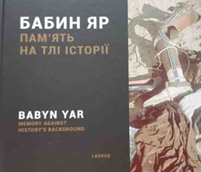 БАБИН ЯР
ПАМ'ЯТЬ
НА ТЛІ ІСТОРІЇ
BABYN YAR
MEMORY AGAINST
HISTORY'S BACKGROUND
LAURUS